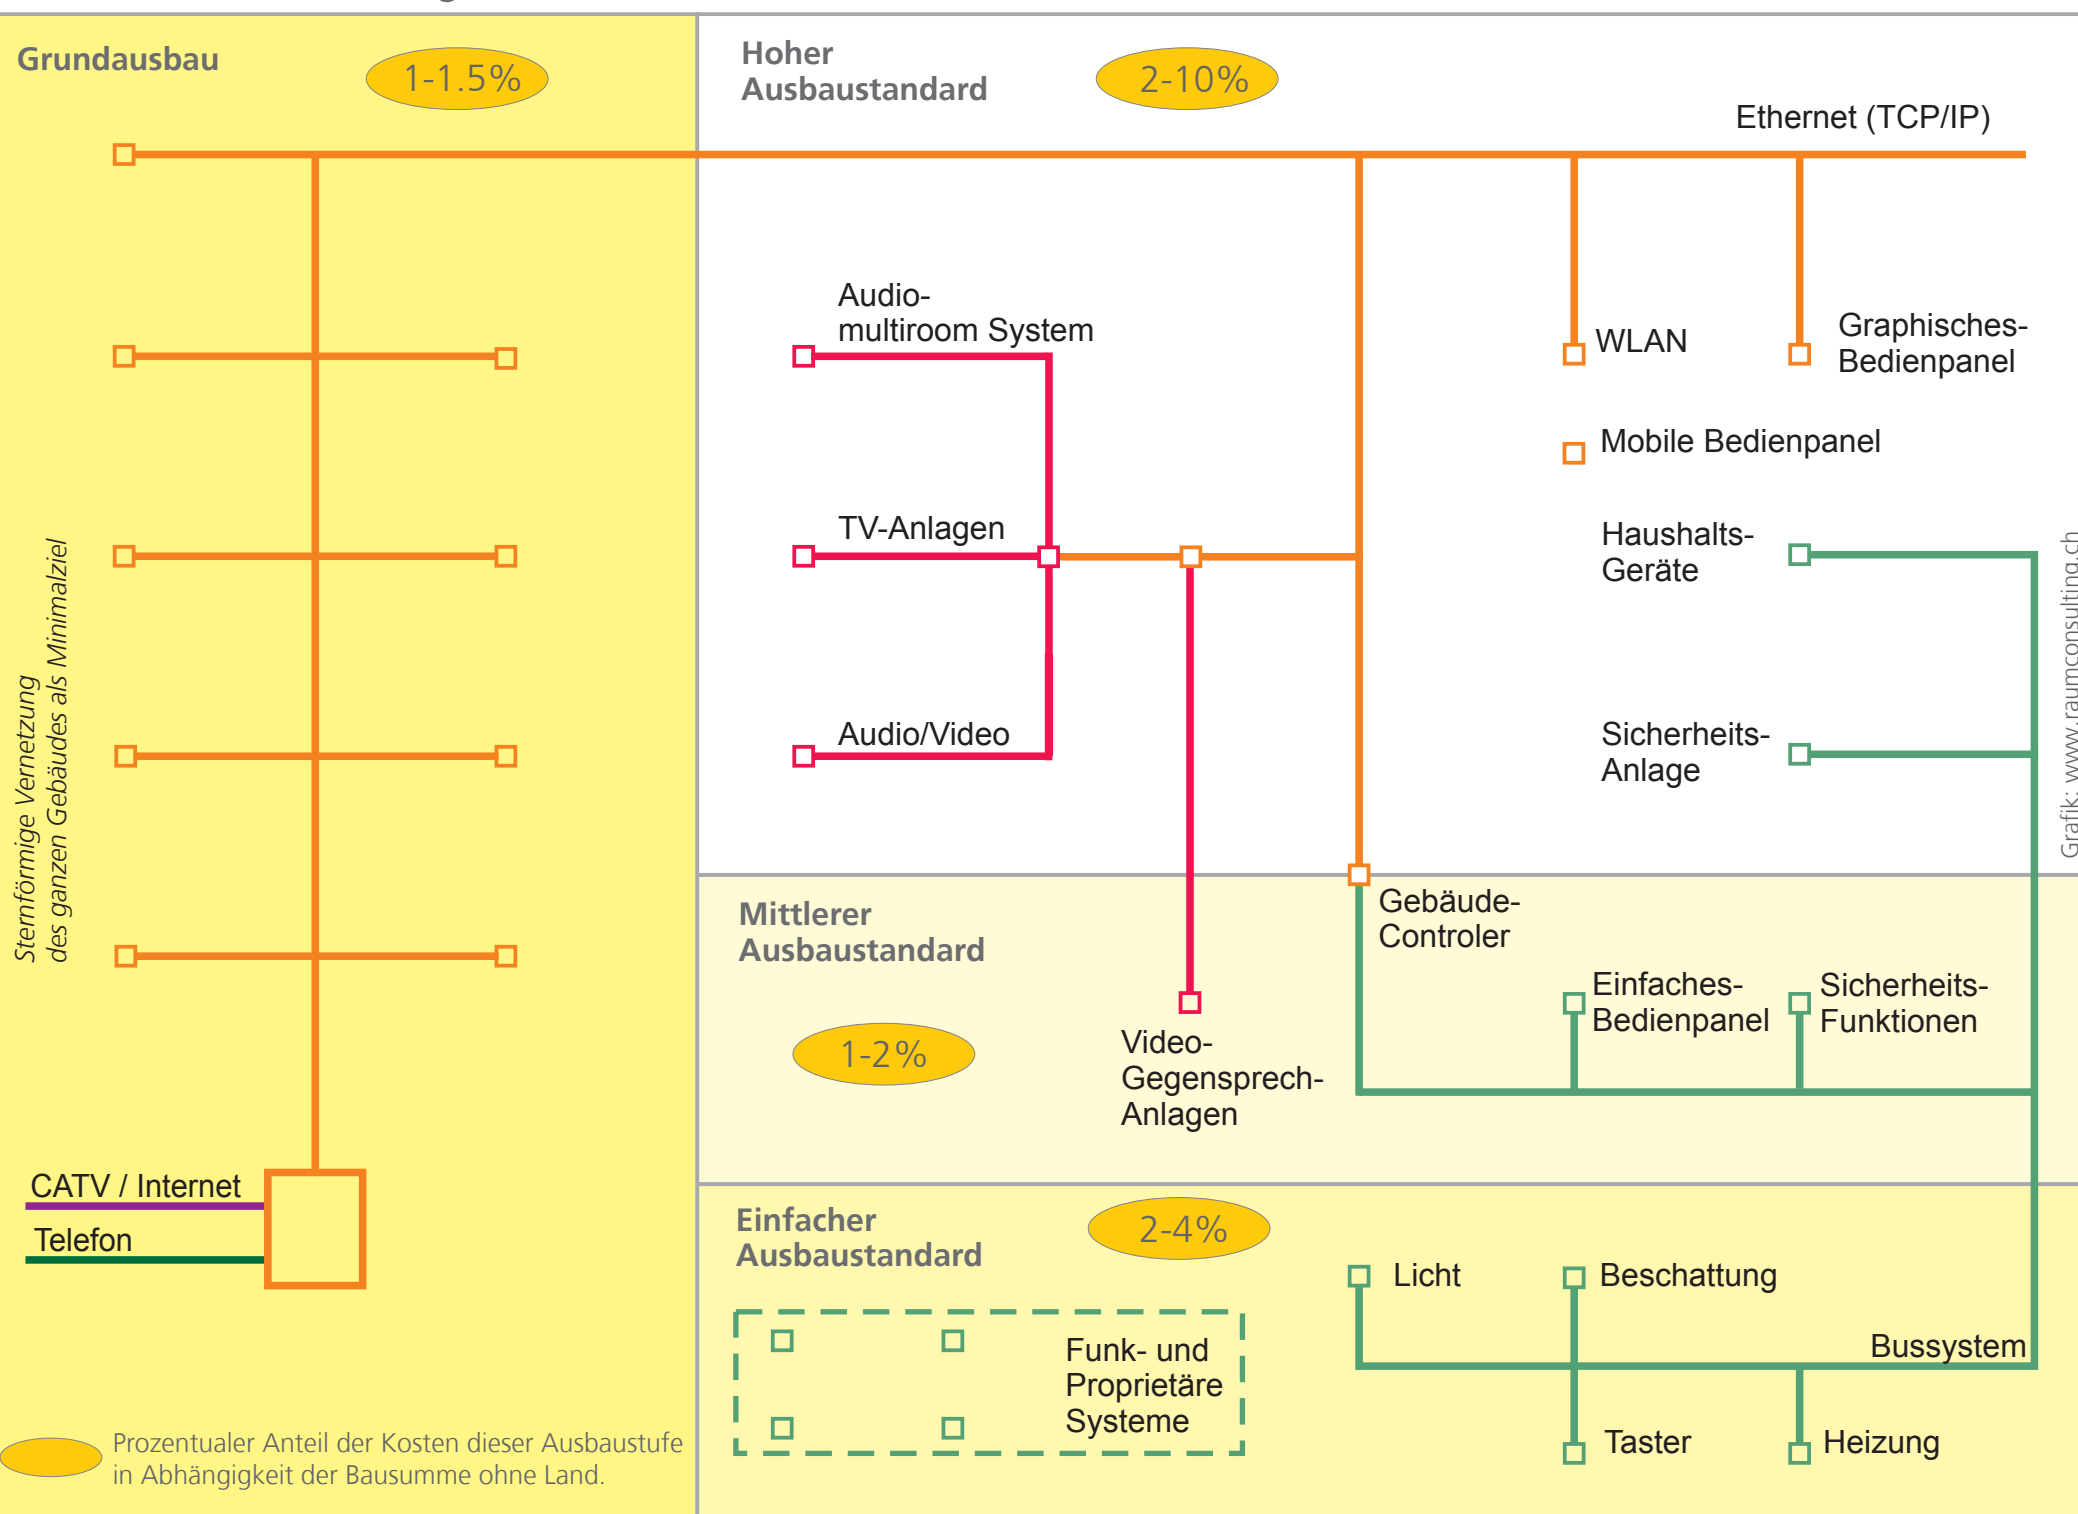 Grundausbau
1-1.5%
Hoher
Ausbaustandard
2-10%
Ethernet (TCP/IP)
Audio-
multiroom System
WLAN
Graphisches-
Bedienpanel
Mobile Bedienpanel
TV-Anlagen
Haushalts-
Geräte
Audio/Video
Sicherheits-
Anlage
Sternförmige Vernetzung
des ganzen Gebäudes als Minimalziel
Grafik: www.raumconsulting.ch
Mittlerer
Ausbaustandard
1-2%
Gebäude-
Controler
Einfaches-
Bedienpanel
Sicherheits-
Funktionen
Video-
Gegensprech-
Anlagen
CATV / Internet
Telefon
Einfacher
Ausbaustandard
2-4%
Licht
Beschattung
Bussystem
Funk- und
Proprietäre
Systeme
Taster
Heizung
Prozentualer Anteil der Kosten dieser Ausbaustufe
in Abhängigkeit der Bausumme ohne Land.